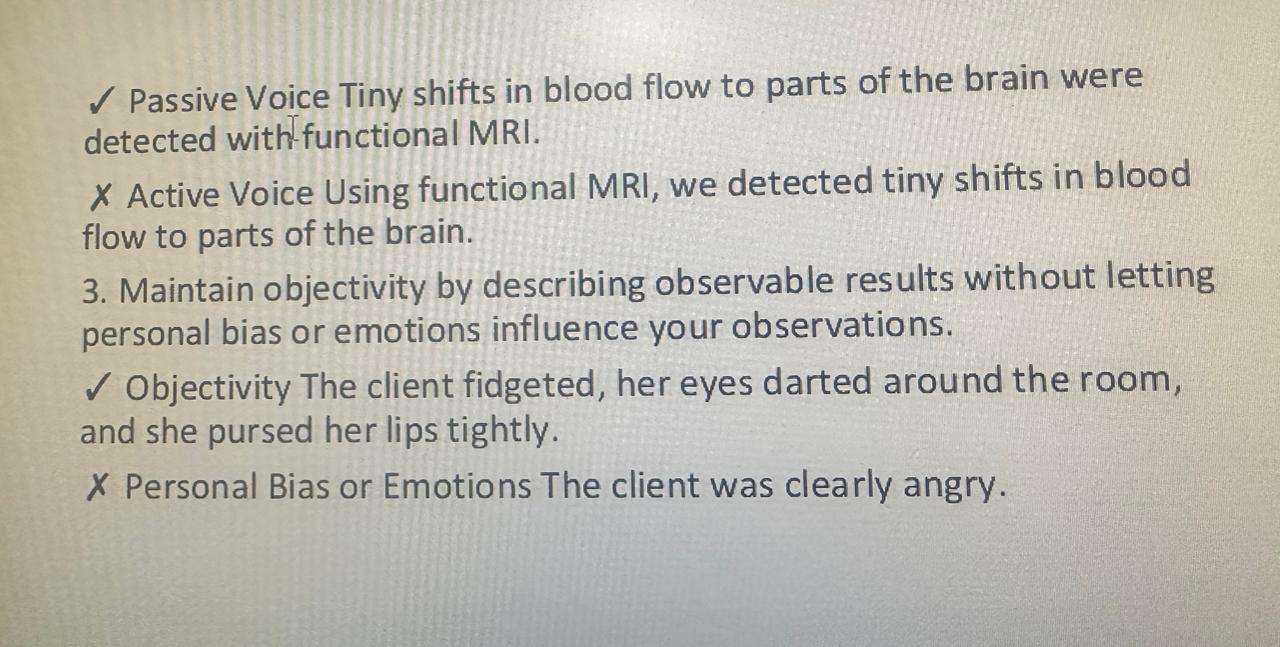 ✓ Passive Voice Tiny shifts in blood flow to parts of the brain were
detected with functional MRI.
✗ Active Voice Using functional MRI, we detected tiny shifts in blood
flow to parts of the brain.
3. Maintain objectivity by describing observable results without letting
personal bias or emotions influence your observations.
✓ Objectivity The client fidgeted, her eyes darted around the room,
and she pursed her lips tightly.
✗ Personal Bias or Emotions The client was clearly angry.